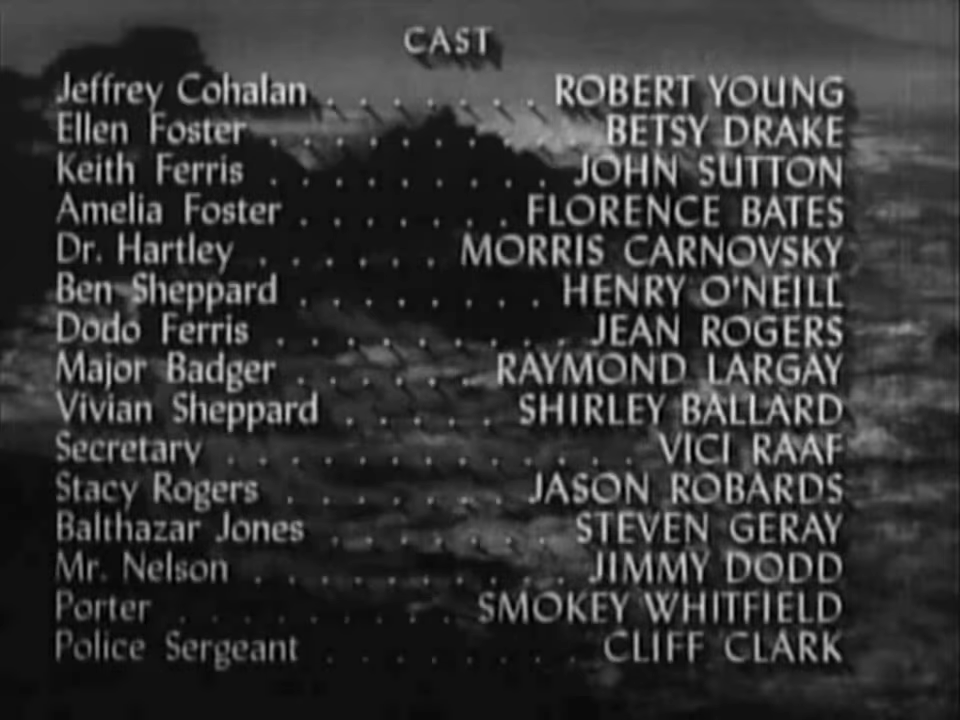 CAST
Jeffrey Cohalan . . . . . . . . ROBERT YOUNG
Ellen Foster . . . . . . . . . . . BETSY DRAKE
Keith Ferris . . . . . . . . . . JOHN SUTTON
Amelia Foster . . . . . . . . FLORENCE BATES
Dr. Hartley . . . . . . MORRIS CARNOVSKY
Ben Sheppard . . . . . . . . HENRY O'NEILL
Dodo Ferris . . . . . . . . . . JEAN ROGERS
Major Badger . . . . . . RAYMOND LARGAY
Vivian Sheppard . . . . . SHIRLEY BALLARD
Secretary . . . . . . . . . . . . . . VICI RAAF
Stacy Rogers . . . . . . . JASON ROBARDS
Balthazar Jones . . . . . . . STEVEN GERAY
Mr. Nelson . . . . . . . . . . . JIMMY DODD
Porter . . . . . . . . . SMOKEY WHITFIELD
Police Sergeant . . . . . . . . CLIFF CLARK